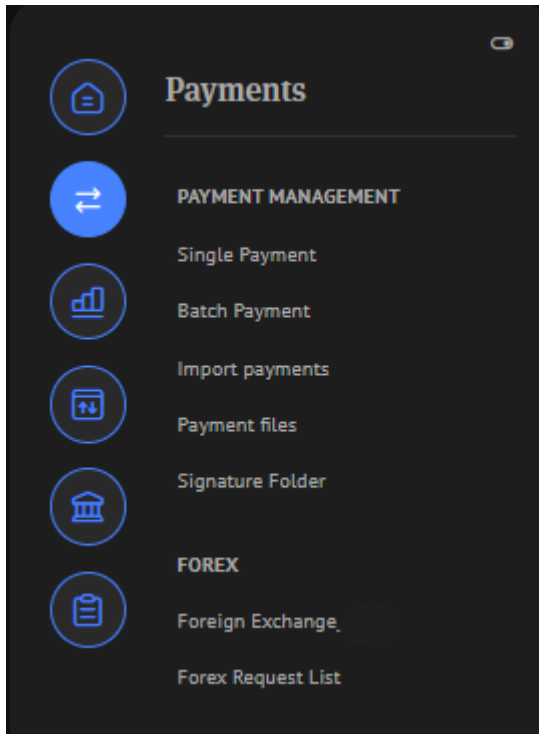 Payments
PAYMENT MANAGEMENT
Single Payment
Batch Payment
Import payments
Payment files
Signature Folder
FOREX
Foreign Exchange
Forex Request List